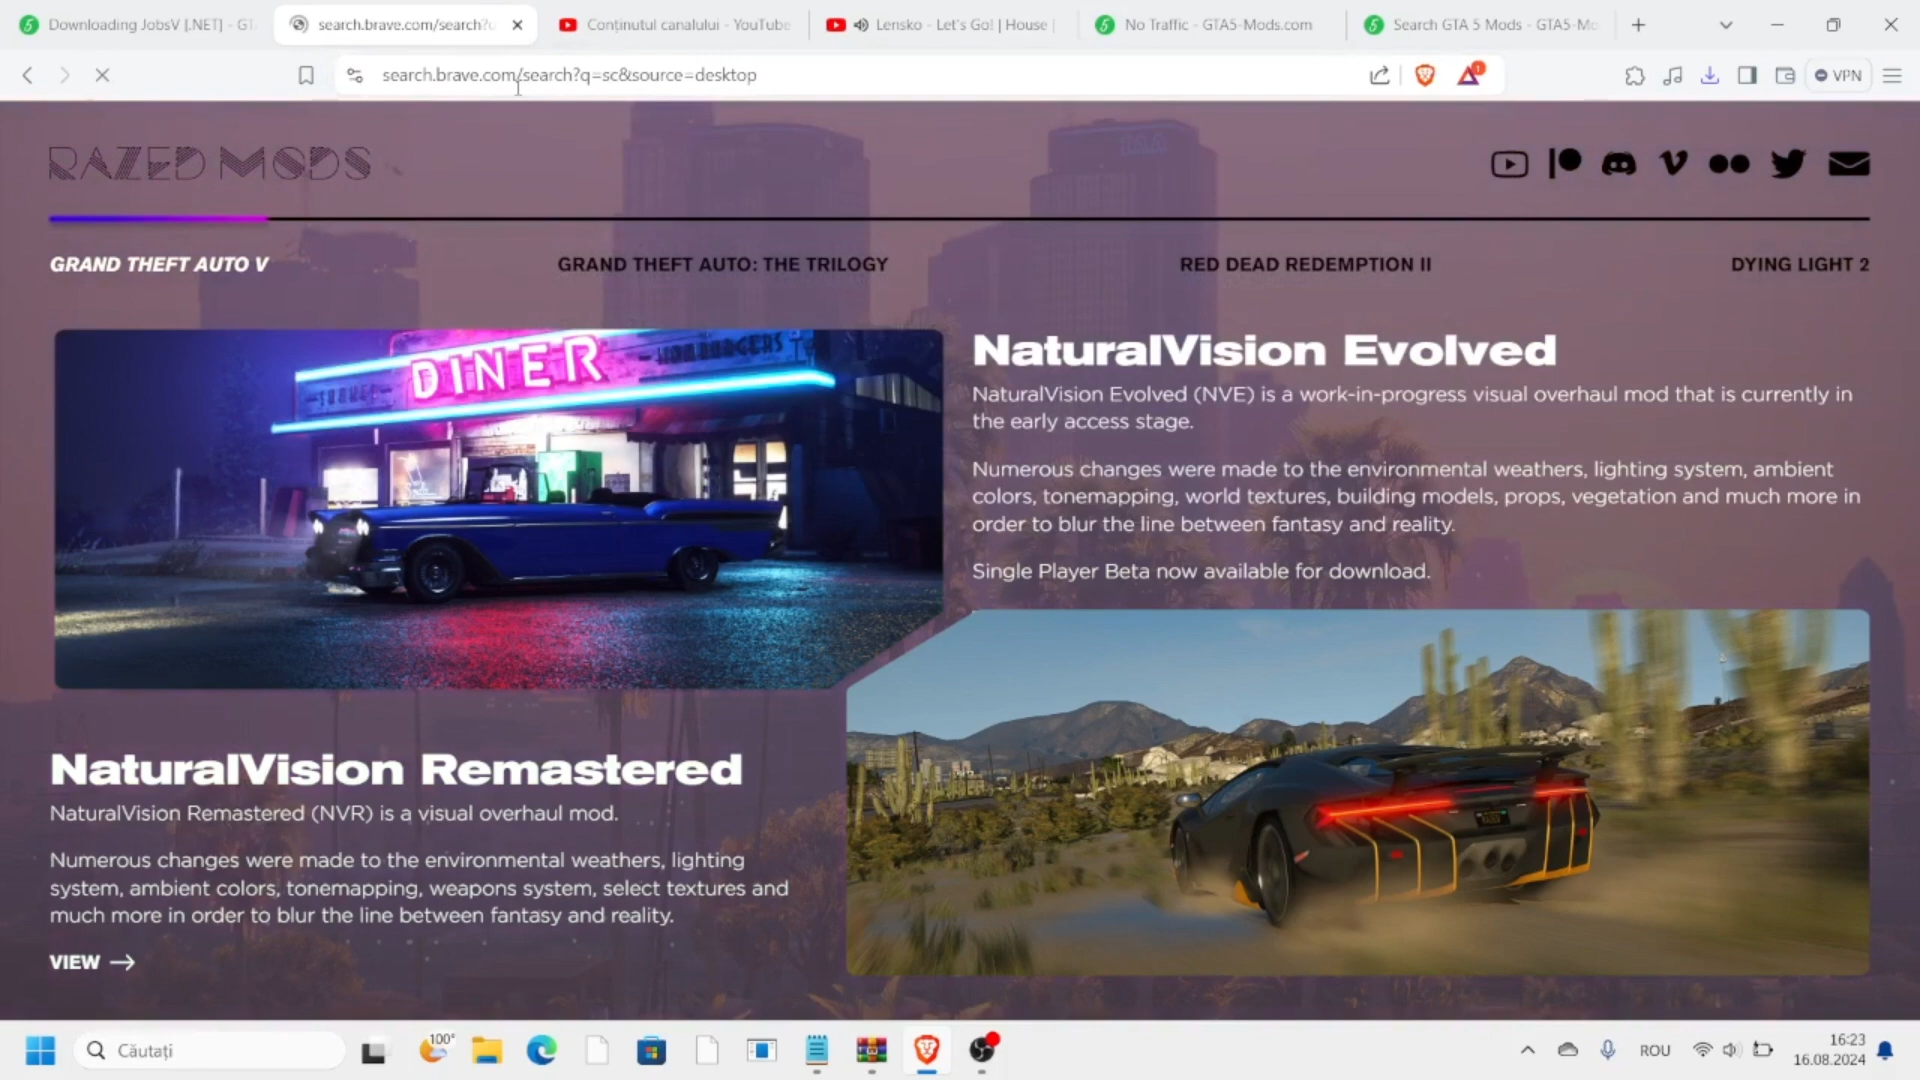 Downloading JobsV [.NET] - GT
search.brave.com/search?q
Conținutul canalului - YouTube
Lensko - Let's Go! | House |
No Traffic - GTA5-Mods.com
Search GTA 5 Mods - GTA5-Mo
search.brave.com/search?q=sc&source=desktop
1
VPN
RAZED MODS
GRAND THEFT AUTO V
GRAND THEFT AUTO: THE TRILOGY
RED DEAD REDEMPTION II
DYING LIGHT 2
DINER
HAMBURGERS
NaturalVision Evolved
NaturalVision Evolved (NVE) is a work-in-progress visual overhaul mod that is currently in
the early access stage.
Numerous changes were made to the environmental weathers, lighting system, ambient
colors, tonemapping, world textures, building models, props, vegetation and much more in
order to blur the line between fantasy and reality.
Single Player Beta now available for download.
NaturalVision Remastered
NaturalVision Remastered (NVR) is a visual overhaul mod.
Numerous changes were made to the environmental weathers, lighting
system, ambient colors, tonemapping, weapons system, select textures and
much more in order to blur the line between fantasy and reality.
VIEW →
Căutați
100°
ROU
16:23
16.08.2024